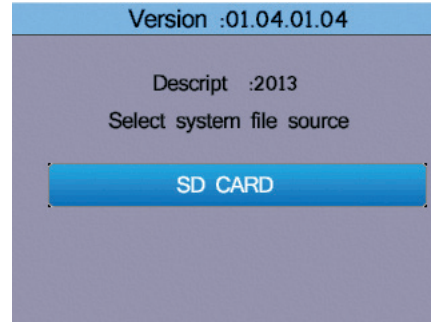 Version :01.04.01.04
Descript :2013
Select system file source
SD CARD